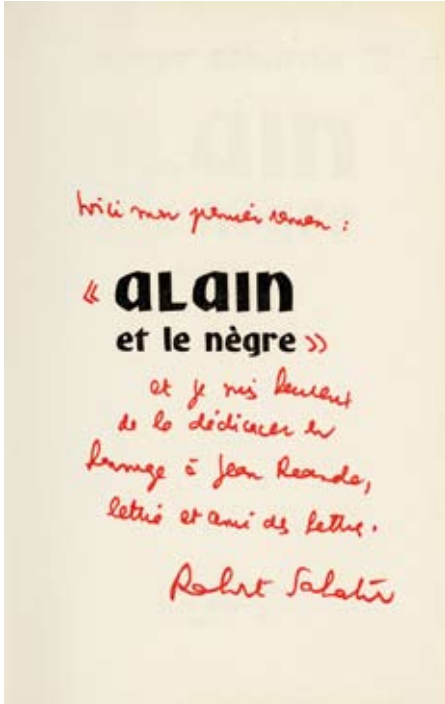 Voici mon premier roman :
« alain
et le nègre »
et je suis heureux
de le dédicacer en
hommage à Jean
lettré et ami des lettres.
Robert Sabatier